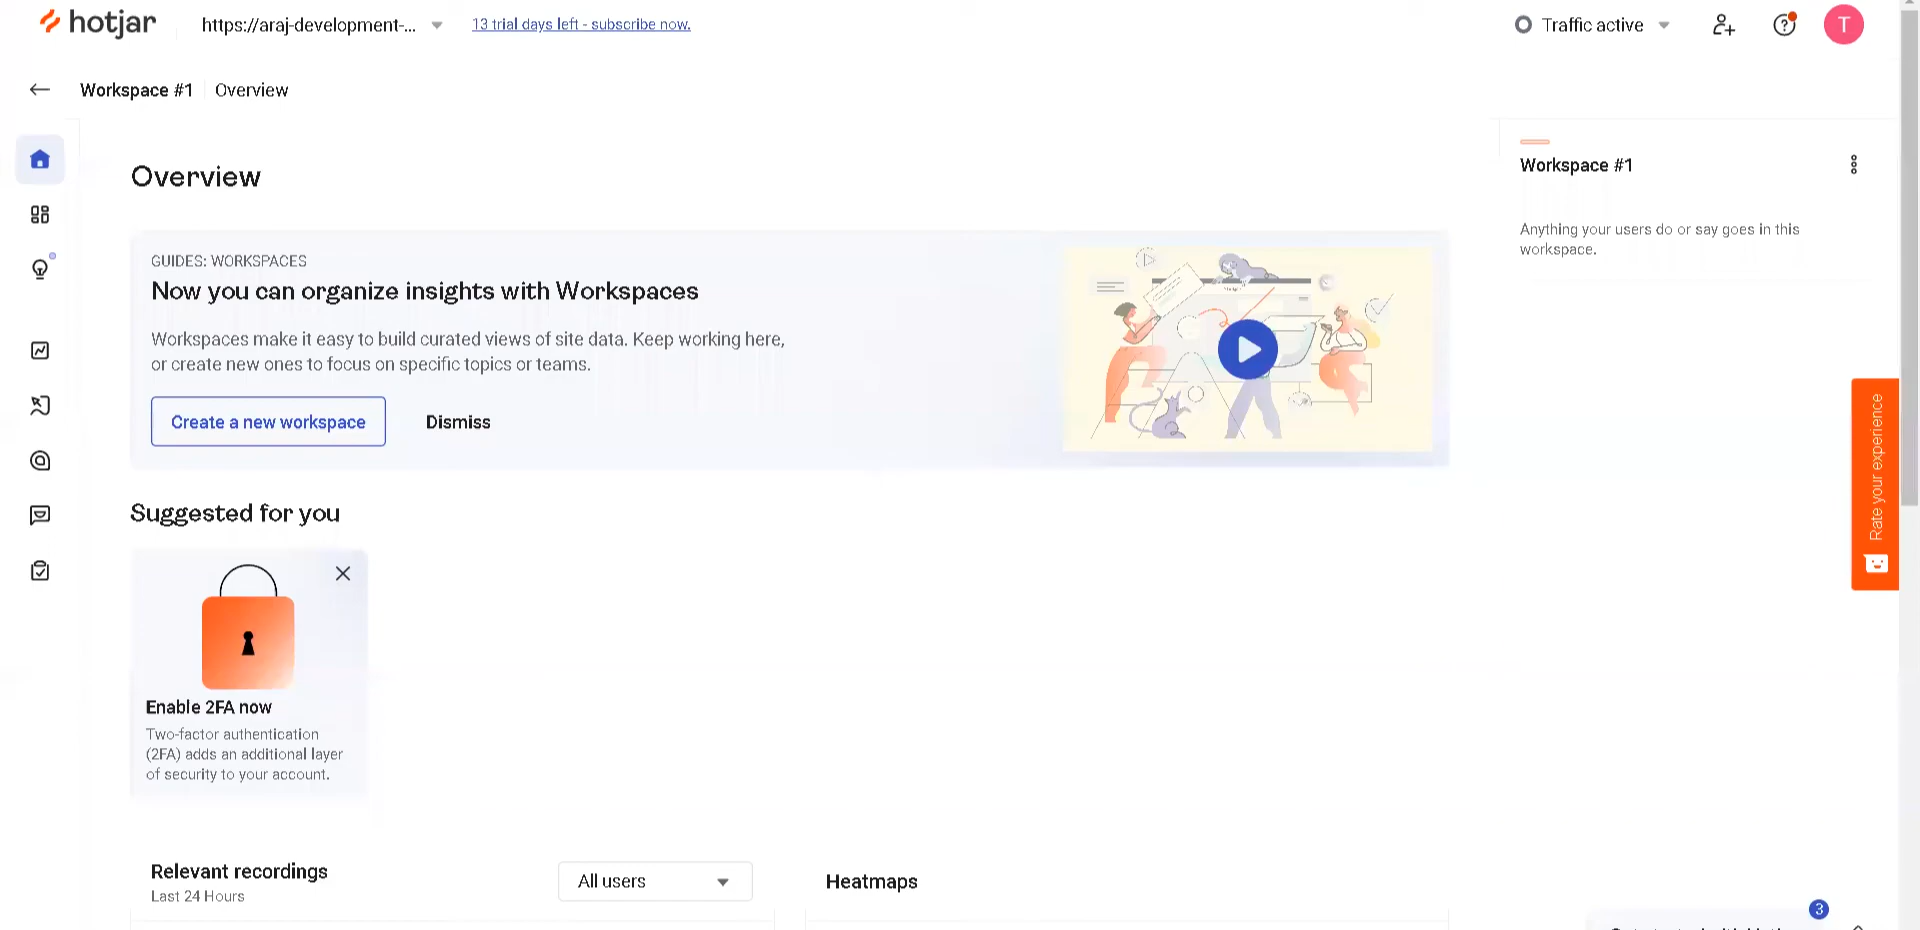 hotjar
https://araj-development-...
13 trial days left - subscribe now.
Traffic active
T
Workspace #1
Overview
Overview
GUIDES: WORKSPACES
Now you can organize insights with Workspaces
Workspaces make it easy to build curated views of site data. Keep working here,
or create new ones to focus on specific topics or teams.
Create a new workspace
Dismiss
Workspace #1
Anything your users do or say goes in this
workspace.
Rate your experience
Suggested for you
Enable 2FA now
Two-factor authentication
(2FA) adds an additional layer
of security to your account.
Relevant recordings
Last 24 Hours
All users
Heatmaps
3